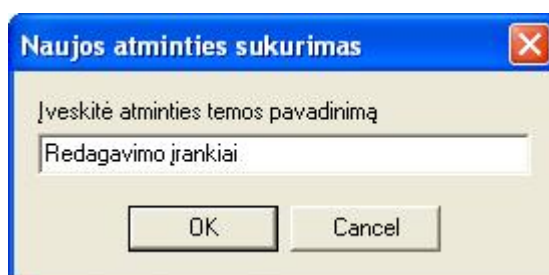 Naujos atminties sukurimas
Įveskitė atminties temos pavadinimą
Redagavimo įrankiai
OK Cancel